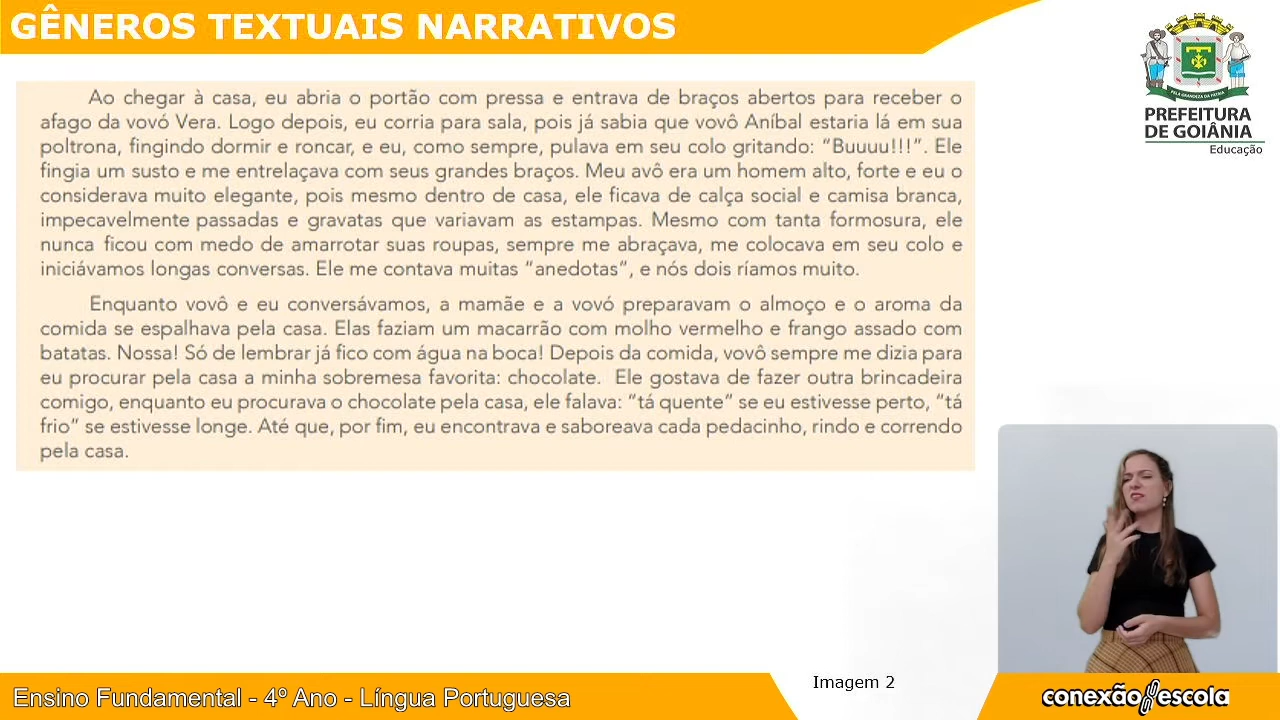 GÊNEROS TEXTUAIS NARRATIVOS
PELA GRANDEZA DA PÁTRIA
PREFEITURA
DE GOIÂNIA
Educação
Ao chegar à casa, eu abria o portão com pressa e entrava de braços abertos para receber o
afago da vovó Vera. Logo depois, eu corria para sala, pois já sabia que vovô Aníbal estaria lá em sua
poltrona, fingindo dormir e roncar, e eu, como sempre, pulava em seu colo gritando: “Buuuu!!!”. Ele
fingia um susto e me entrelaçava com seus grandes braços. Meu avô era um homem alto, forte e eu o
considerava muito elegante, pois mesmo dentro de casa, ele ficava de calça social e camisa branca,
impecavelmente passadas e gravatas que variavam as estampas. Mesmo com tanta formosura, ele
nunca ficou com medo de amarrotar suas roupas, sempre me abraçava, me colocava em seu colo e
iniciávamos longas conversas. Ele me contava muitas “anedotas”, e nós dois ríamos muito.
Enquanto vovô e eu conversávamos, a mamãe e a vovó preparavam o almoço e o aroma da
comida se espalhava pela casa. Elas faziam um macarrão com molho vermelho e frango assado com
batatas. Nossa! Só de lembrar já fico com água na boca! Depois da comida, vovô sempre me dizia para
eu procurar pela casa a minha sobremesa favorita: chocolate. Ele gostava de fazer outra brincadeira
comigo, enquanto eu procurava o chocolate pela casa, ele falava: “tá quente” se eu estivesse perto, “tá
frio” se estivesse longe. Até que, por fim, eu encontrava e saboreava cada pedacinho, rindo e correndo
pela casa.
Imagem 2
Ensino Fundamental - 4º Ano - Língua Portuguesa
conexão escola